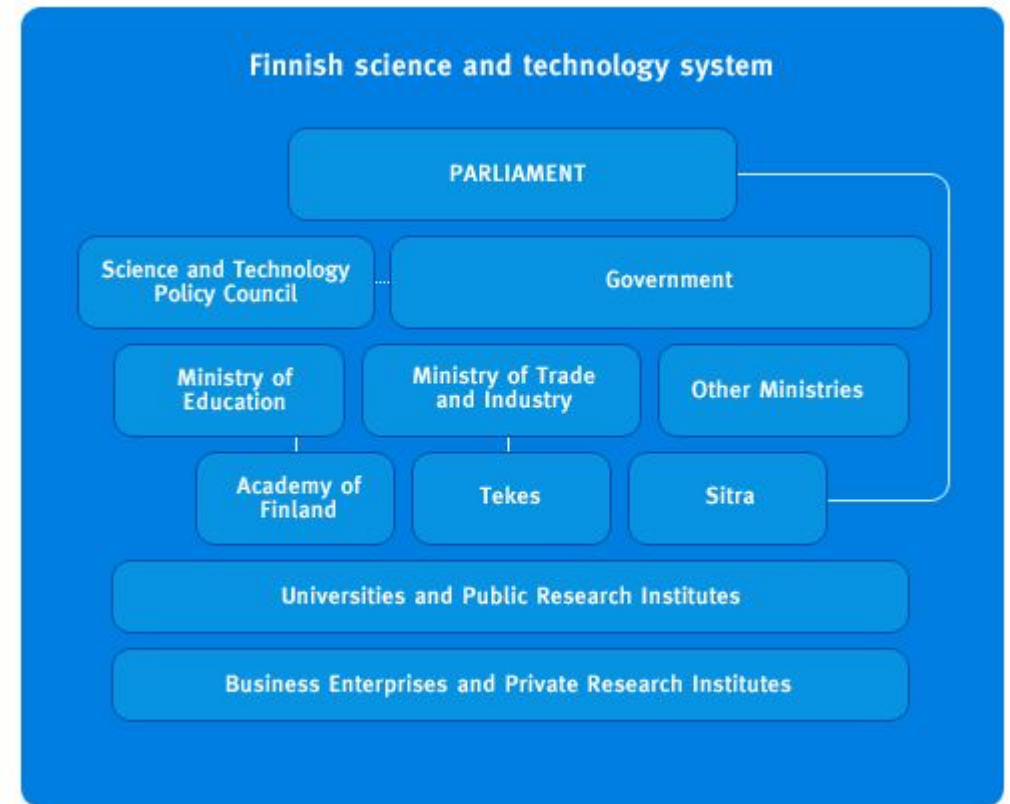 Finnish science and technology system
PARLIAMENT
Science and Technology
Policy Council
Government
Ministry of
Education
Ministry of Trade
and Industry
Other Ministries
Academy of
Finland
Tekes
Sitra
Universities and Public Research Institutes
Business Enterprises and Private Research Institutes